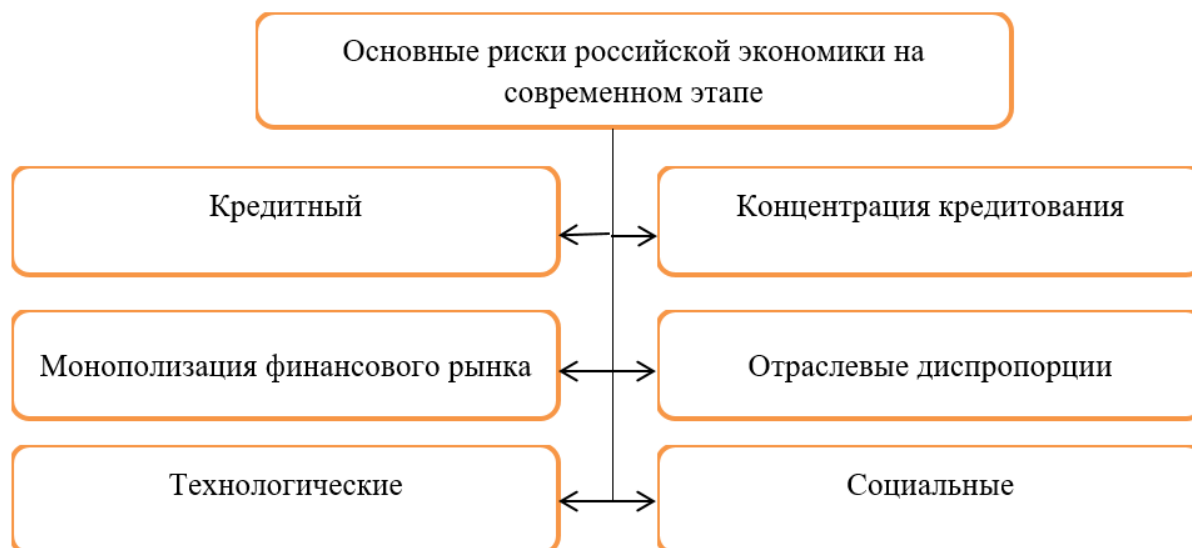 Основные риски российской экономики на
современном этапе
Кредитный
Концентрация кредитования
Монополизация финансового рынка
Отраслевые диспропорции
Технологические
Социальные